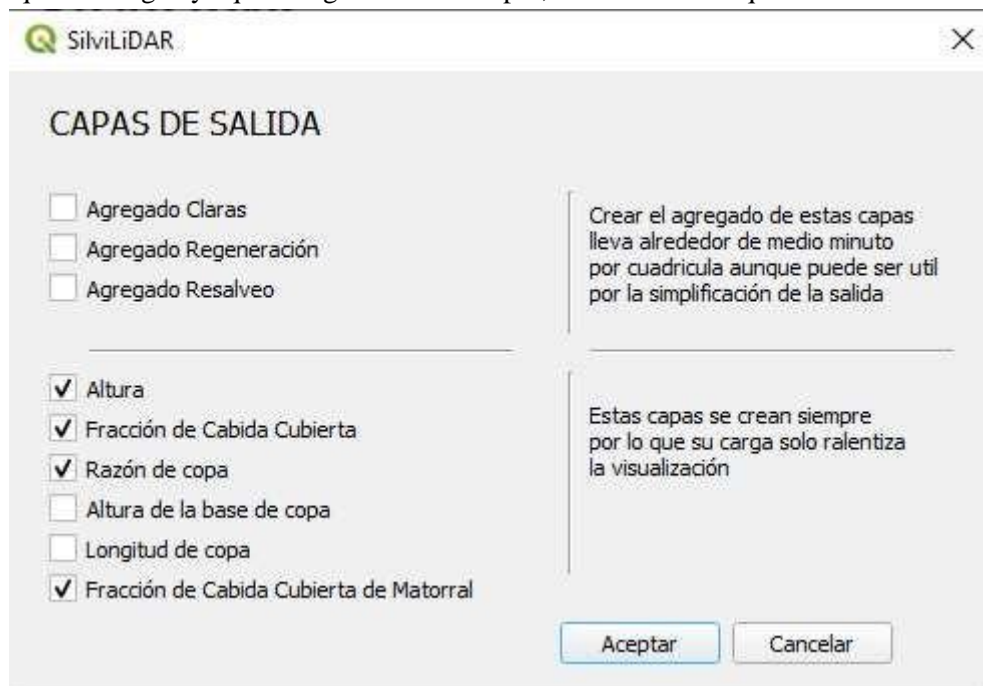 SilviLiDAR
CAPAS DE SALIDA
Agregado Claras
Agregado Regeneración
Agregado Resalveo
Crear el agregado de estas capas
lleva alrededor de medio minuto
por cuadricula aunque puede ser util
por la simplificación de la salida
Altura
Fracción de Cabida Cubierta
Razón de copa
Altura de la base de copa
Longitud de copa
Fracción de Cabida Cubierta de Matorral
Estas capas se crean siempre
por lo que su carga solo ralentiza
la visualización
Aceptar
Cancelar